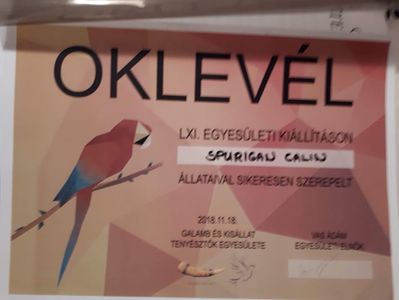 OKLEVÉL
LXI. EGYESÜLETI KIÁLLÍTÁSON
SPURIGAN CALIN
ÁLLATAIVAL SIKERESEN SZEREPELT
2018.11.18.
GALAMB ÉS KISÁLLAT
TENYÉSZTŐK EGYESÜLETE
VAS ÁDÁM
EGYESÜLETI ELNÖK